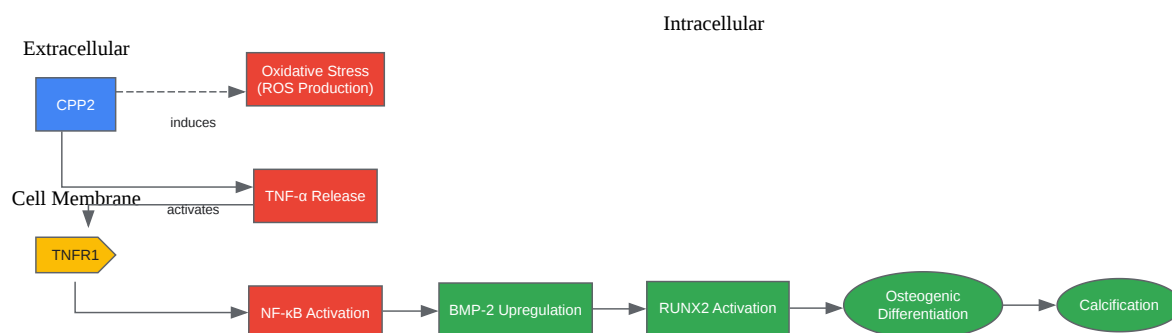 Intracellular
Extracellular
Oxidative Stress
(ROS Production)
CPP2
induces
TNF-α Release
Cell Membrane
activates
TNFR1
NF-κB Activation
BMP-2 Upregulation
RUNX2 Activation
Osteogenic
Differentiation
Calcification